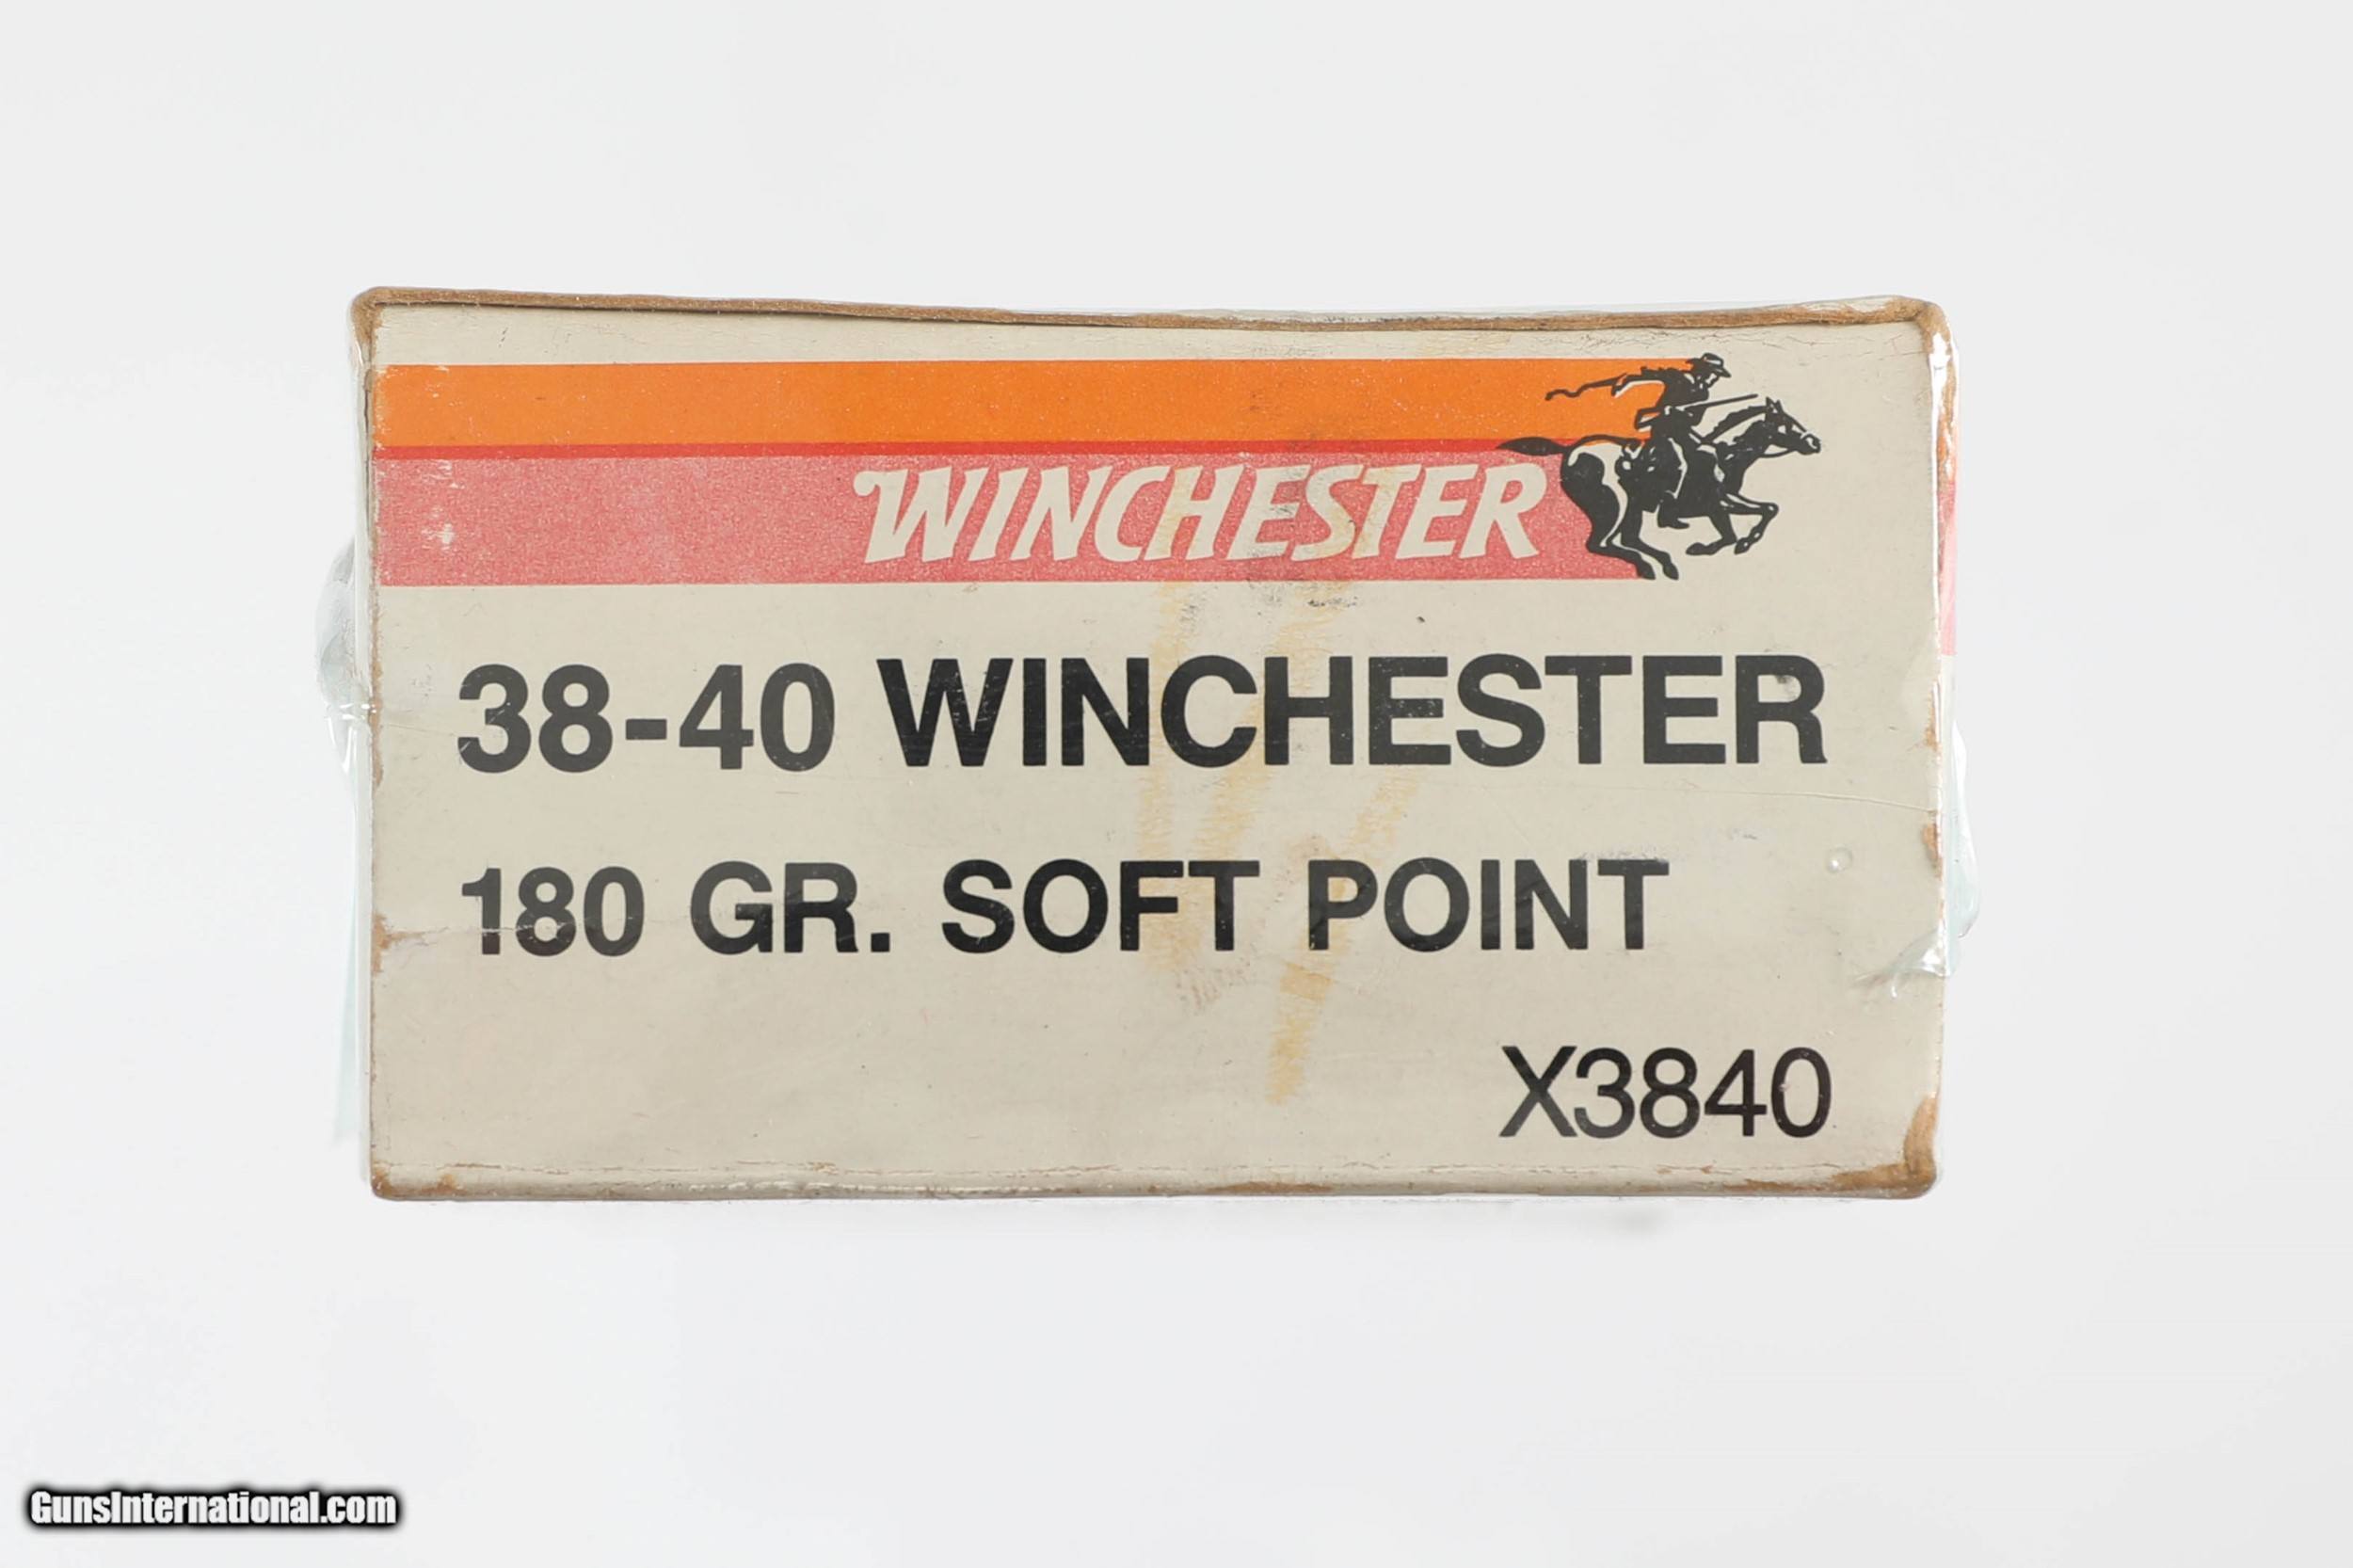 WINCHESTER
38-40 WINCHESTER
180 GR. SOFT POINT
X3840
GunsInternational.com